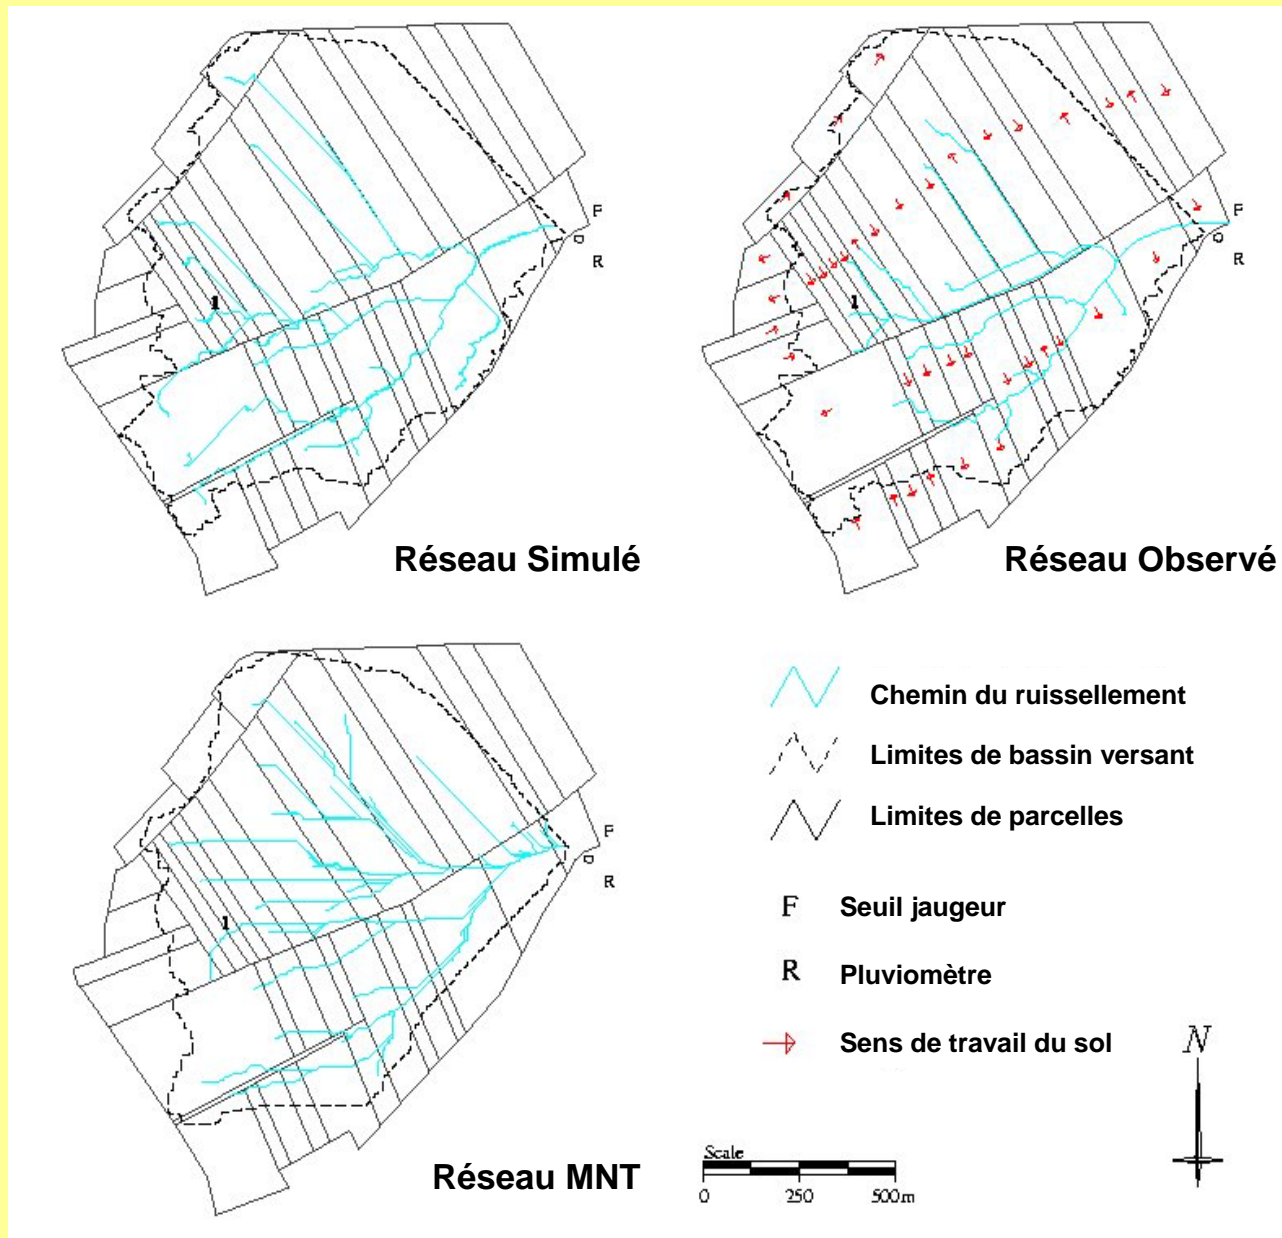 F
R
1
Réseau Simulé
F
R
1
Réseau Observé
F
R
1
Réseau MNT
Chemin du ruissellement
Limites de bassin versant
Limites de parcelles
F Seuil jaugeur
R Pluviomètre
Sens de travail du sol
N
Scale
0 250 500m